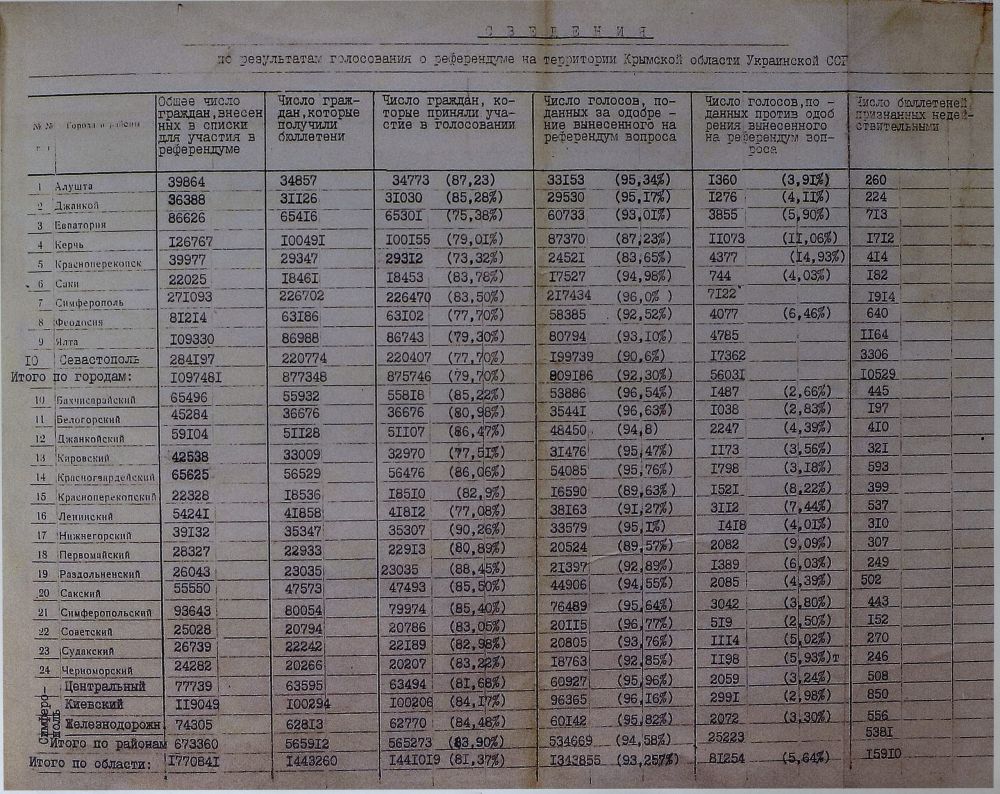 СВЕДЕНИЯ
по результатам голосования о референдуме на территории Крымской области Украинской ССР
№№ Города и районы Общее число граждан,внесенных в списки для участия в референдуме Число граждан,которые получили бюллетени Число граждан, которые приняли участие в голосовании Число голосов, поданных за одобрение вынесенного на референдум вопроса Число голосов,поданных против одобрения вынесенного на референдум вопроса Число бюллетеней, признанных недействительными
1 Алушта 39864 34857 34773 (87,23) 33153 (95,34%) 1360 (3,91%) 260
2 Джанкой 36388 31126 31030 (85,28%) 29530 (95,17%) 1276 (4,11%) 224
3 Евпатория 86626 65416 65301 (75,38%) 60733 (93,01%) 3855 (5,90%) 713
4 Керчь 126767 100491 100155 (79,01%) 87370 (87,23%) 11073 (11,06%) 1712
5 Красноперекопск 39977 29347 29312 (73,32%) 24521 (83,65%) 4377 (14,93%) 414
6 Саки 22025 18461 18453 (83,78%) 17527 (94,98%) 744 (4,03%) 182
7 Симферополь 271093 226702 226470 (83,50%) 217434 (96,0% ) 7122 1914
8 Феодосия 81214 63186 63102 (77,70%) 58385 (92,52%) 4077 (6,46%) 640
9 Ялта 109330 86988 86743 (79,30%) 80794 (93,10%) 4785 1164
10 Севастополь 284197 220774 220407 (77,70%) 199739 (90,6%) 17362 3306
Итого по городам: 1097481 877348 875746 (79,70%) 809186 (92,30%) 56031 10529
10 Бахчисарайский 65496 55932 55818 (85,22%) 53886 (96,54%) 1487 (2,66%) 445
11 Белогорский 45284 36676 36676 (80,98%) 35441 (96,63%) 1038 (2,83%) 197
12 Джанкойский 59104 51128 51107 (86,47%) 48450 (94,8) 2247 (4,39%) 410
13 Кировский 42538 33009 32970 (77,51%) 31476 (95,47%) 1173 (3,56%) 321
14 Красногвардейский 65625 56529 56476 (86,06%) 54085 (95,76%) 1798 (3,18%) 593
15 Красноперекопский 22328 18536 18510 (82,9%) 16590 (89,63%) 1521 (8,22%) 399
16 Ленинский 54241 41858 41812 (77,08%) 38163 (91,27%) 3112 (7,44%) 537
17 Нижнегорский 39132 35347 35307 (90,26%) 33579 (95,1%) 1418 (4,01%) 310
18 Первомайский 28327 22933 22913 (80,89%) 20524 (89,57%) 2082 (9,09%) 307
19 Раздольненский 26043 23035 23035 (88,45%) 21397 (92,89%) 1389 (6,03%) 249
20 Сакский 55550 47573 47493 (85,50%) 44906 (94,55%) 2085 (4,39%) 502
21 Симферопольский 93643 80054 79974 (85,40%) 76489 (95,64%) 3042 (3,80%) 443
22 Советский 25028 20794 20786 (83,05%) 20115 (96,77%) 519 (2,50%) 152
23 Судакский 26739 22242 22189 (82,98%) 20805 (93,76%) 1114 (5,02%) 270
24 Черноморский 24282 20266 20207 (83,22%) 18763 (92,85%) 1198 (5,93%)т 246
Симферополь
Центральный 77739 63595 63494 (81,68%) 60927 (95,96%) 2059 (3,24%) 508
Киевский 119049 100294 100206 (84,17%) 96365 (96,16%) 2991 (2,98%) 850
Железнодорожн. 74305 62813 62770 (84,48%) 60142 (95,82%) 2072 (3,30%) 556
Итого по районам 673360 565912 565273 (83,90%) 534669 (94,58%) 25223 5381
Итого по области: 1770841 1443260 1441019 (81,37%) 1343855 (93,257%) 81254 (5,64%) 15910